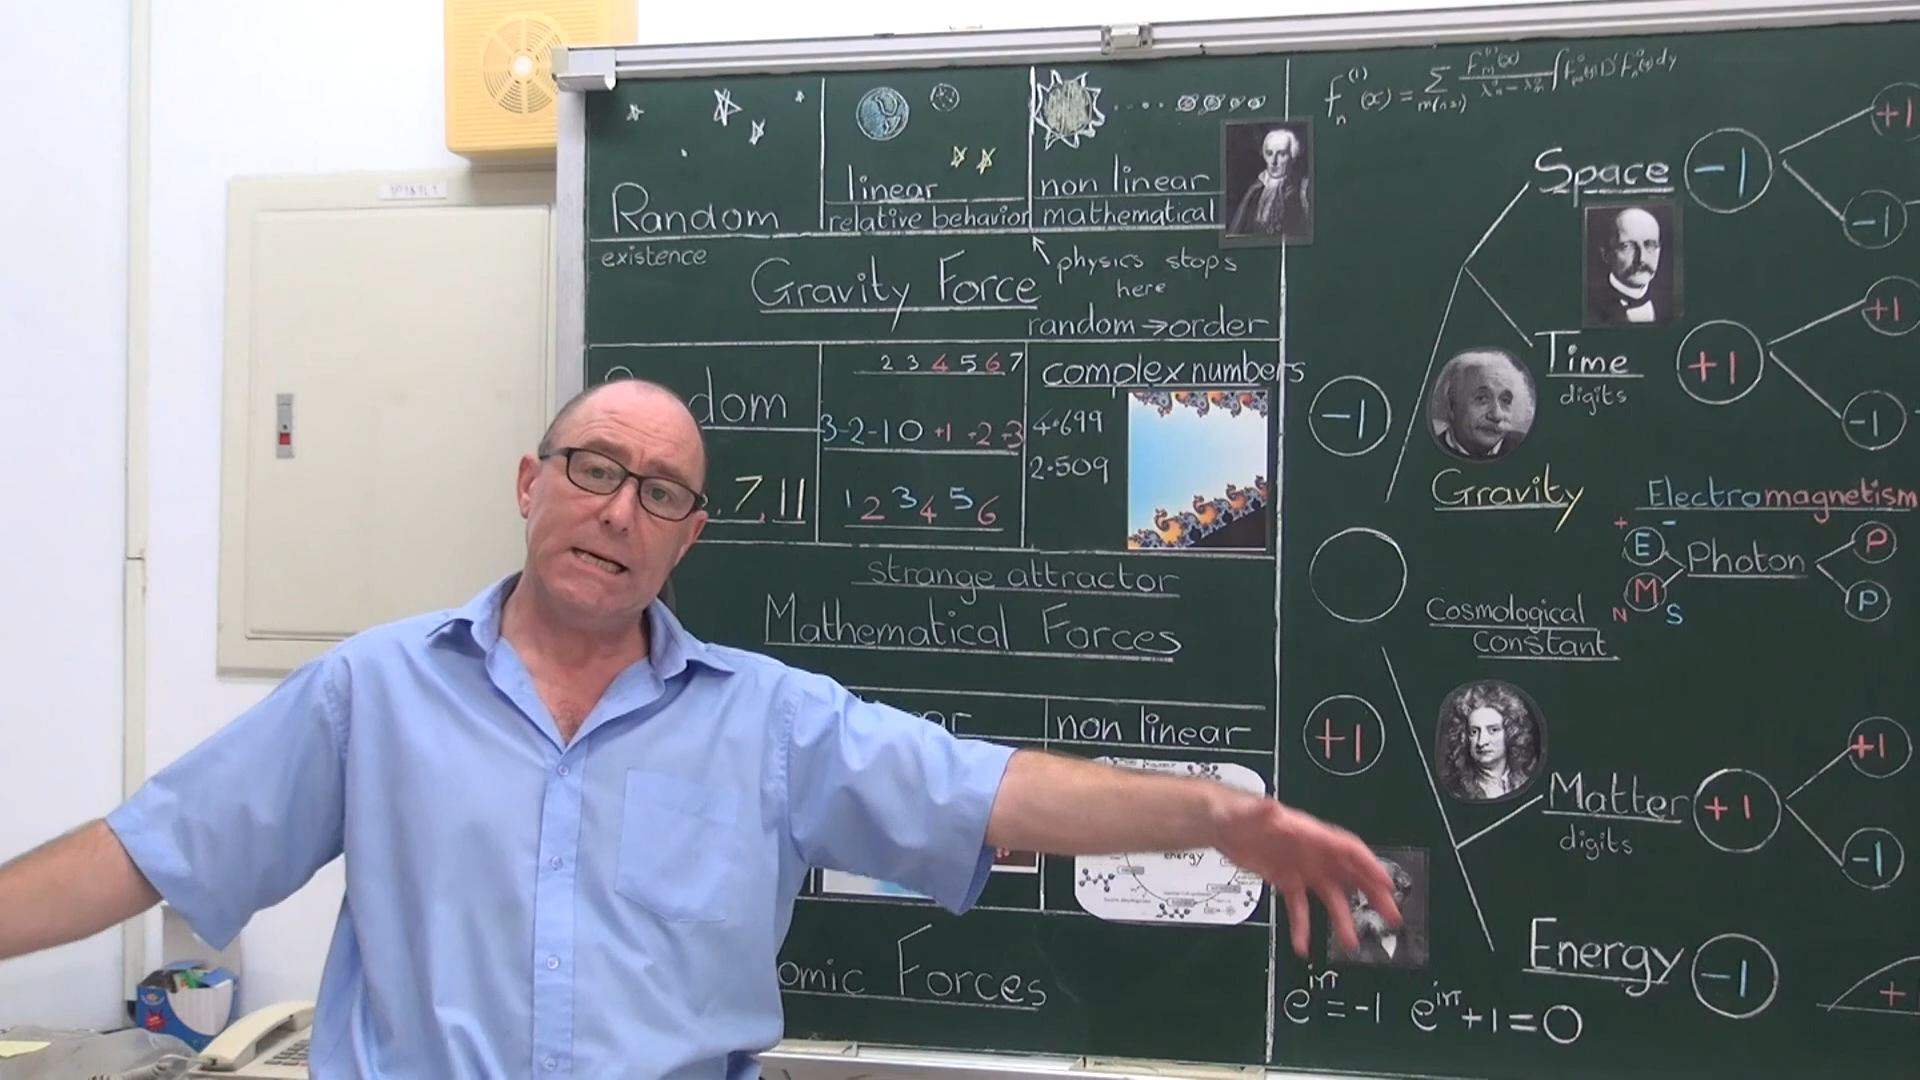 Random
existence
linear
relative behavior
non linear
mathematical
physics stops
here
Gravity Force
random → order
dom
7, 11
2 3 4 5 6 7
3-2-1 0 +1 +2 +3
1 2 3 4 5 6
complex numbers
4.699
2.509
strange attractor
Mathematical Forces
ar
non linear
energy
omic Forces
Space
-1
+1
-1
Time
digits
+1
+1
-1
-1
Gravity
Electromagnetism
+ -
E
M
N S
Photon
P
P
Cosmological
Constant
+1
Matter
digits
+1
+1
-1
Energy
-1
+
e^iπ = -1 e^iπ + 1 = 0